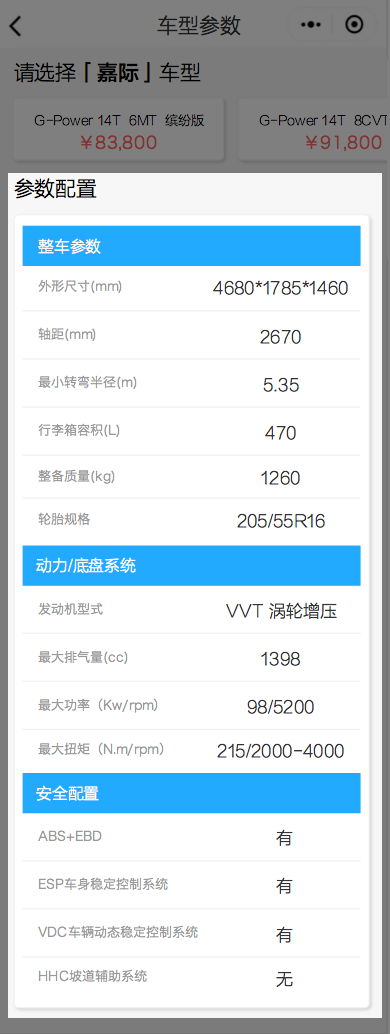 车型参数
请选择「嘉际」车型
G-Power 14T 6MT 缤纷版
￥83,800
G-Power 14T 8CVT
￥91,800
参数配置
整车参数
外形尺寸(mm) 4680*1785*1460
轴距(mm) 2670
最小转弯半径(m) 5.35
行李箱容积(L) 470
整备质量(kg) 1260
轮胎规格 205/55R16
动力/底盘系统
发动机型式 VVT 涡轮增压
最大排气量(cc) 1398
最大功率（Kw/rpm） 98/5200
最大扭矩（N.m/rpm） 215/2000-4000
安全配置
ABS+EBD 有
ESP车身稳定控制系统 有
VDC车辆动态稳定控制系统 有
HHC坡道辅助系统 无